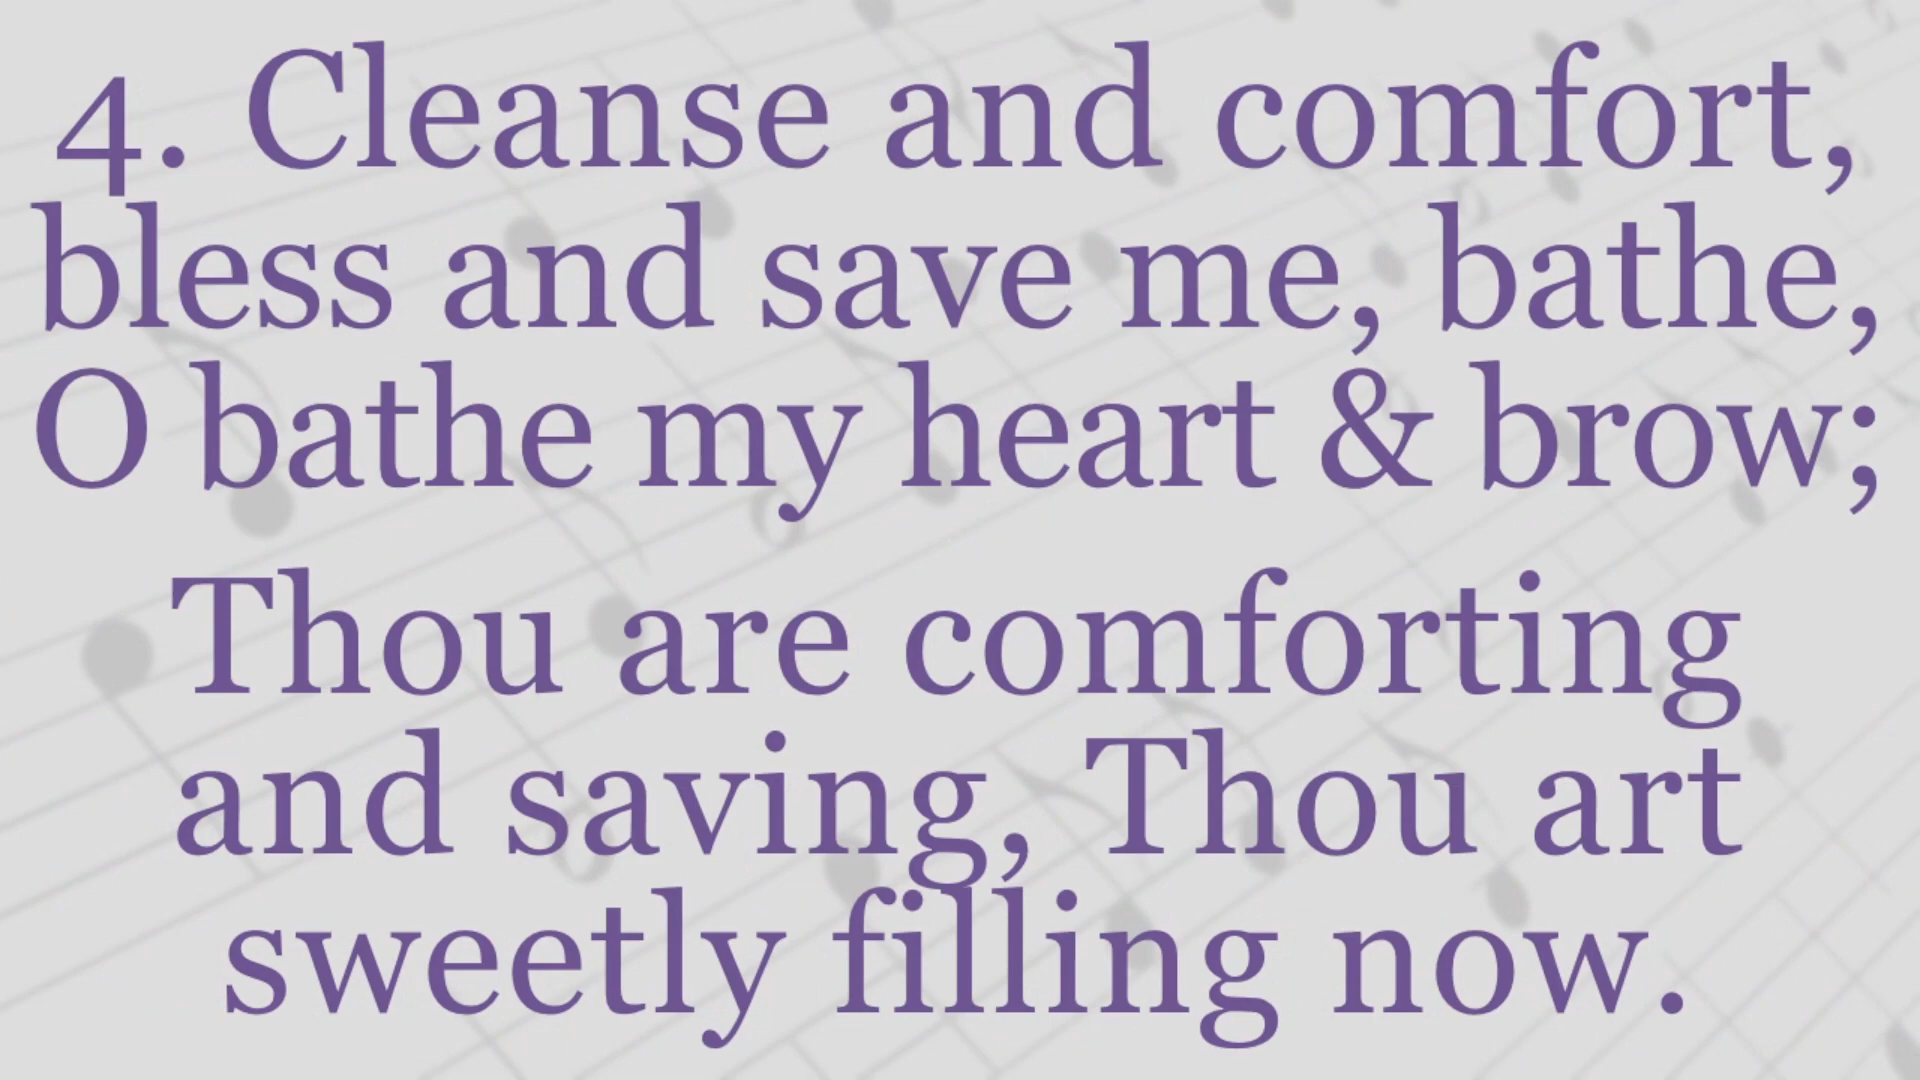 4. Cleanse and comfort,
bless and save me, bathe,
O bathe my heart & brow;
Thou are comforting
and saving, Thou art
sweetly filling now.